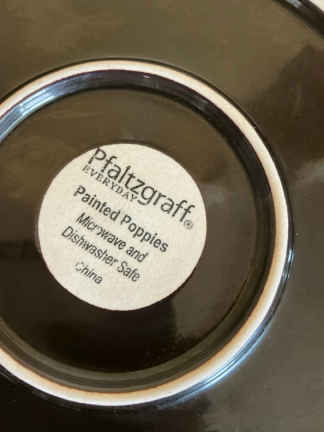 Pfaltzgraff®
EVERYDAY
Painted Poppies
Microwave and
Dishwasher Safe
China